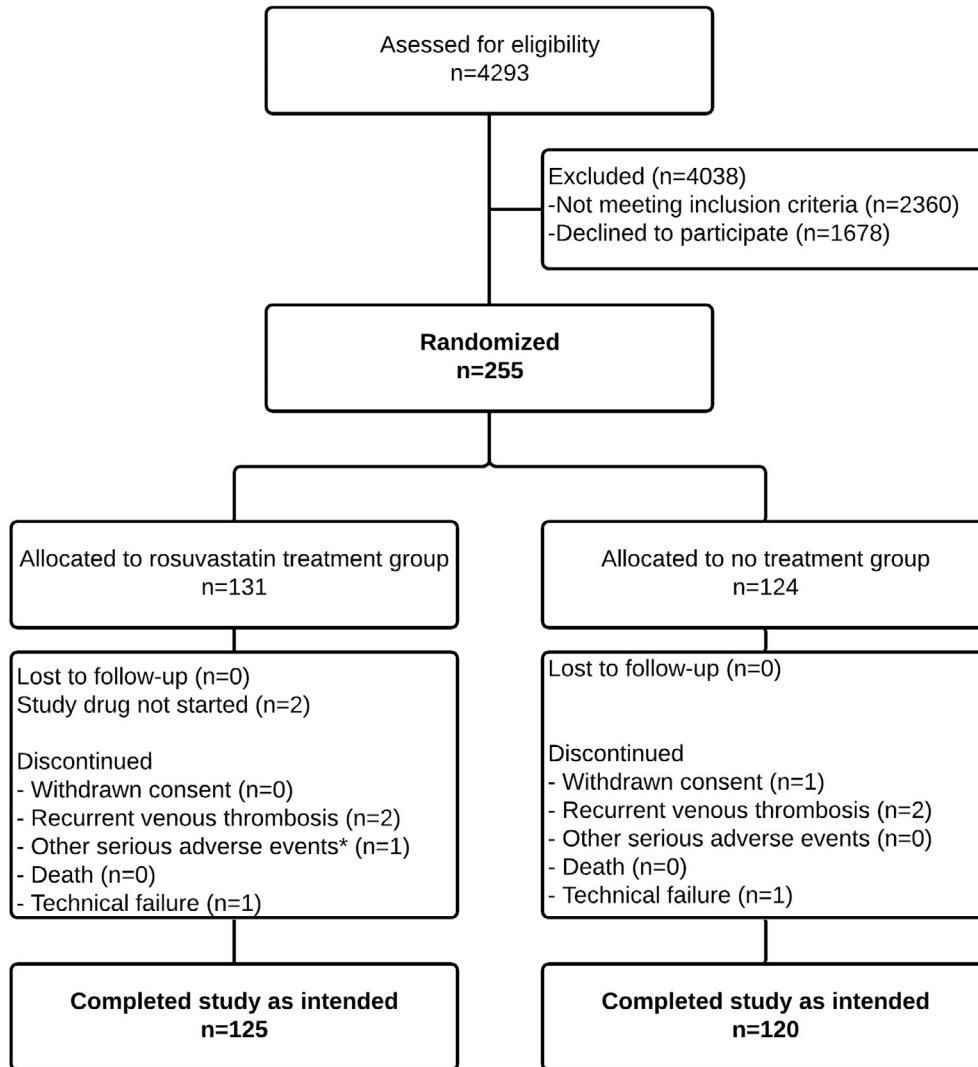 Asessed for eligibility
n=4293
Excluded (n=4038)
-Not meeting inclusion criteria (n=2360)
-Declined to participate (n=1678)
Randomized
n=255
Allocated to rosuvastatin treatment group
n=131
Allocated to no treatment group
n=124
Lost to follow-up (n=0)
Study drug not started (n=2)
Discontinued
- Withdrawn consent (n=0)
- Recurrent venous thrombosis (n=2)
- Other serious adverse events* (n=1)
- Death (n=0)
- Technical failure (n=1)
Lost to follow-up (n=0)
Discontinued
- Withdrawn consent (n=1)
- Recurrent venous thrombosis (n=2)
- Other serious adverse events (n=0)
- Death (n=0)
- Technical failure (n=1)
Completed study as intended
n=125
Completed study as intended
n=120